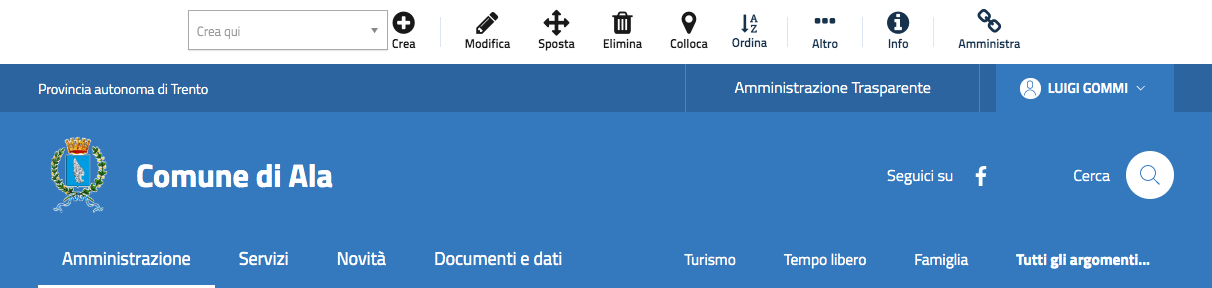 Crea qui
Crea
Modifica
Sposta
Elimina
Colloca
A
Z
Ordina
Altro
Info
Amministra
Provincia autonoma di Trento
Amministrazione Trasparente
LUIGI GOMMI
Comune di Ala
Seguici su
Cerca
Amministrazione
Servizi
Novità
Documenti e dati
Turismo
Tempo libero
Famiglia
Tutti gli argomenti...